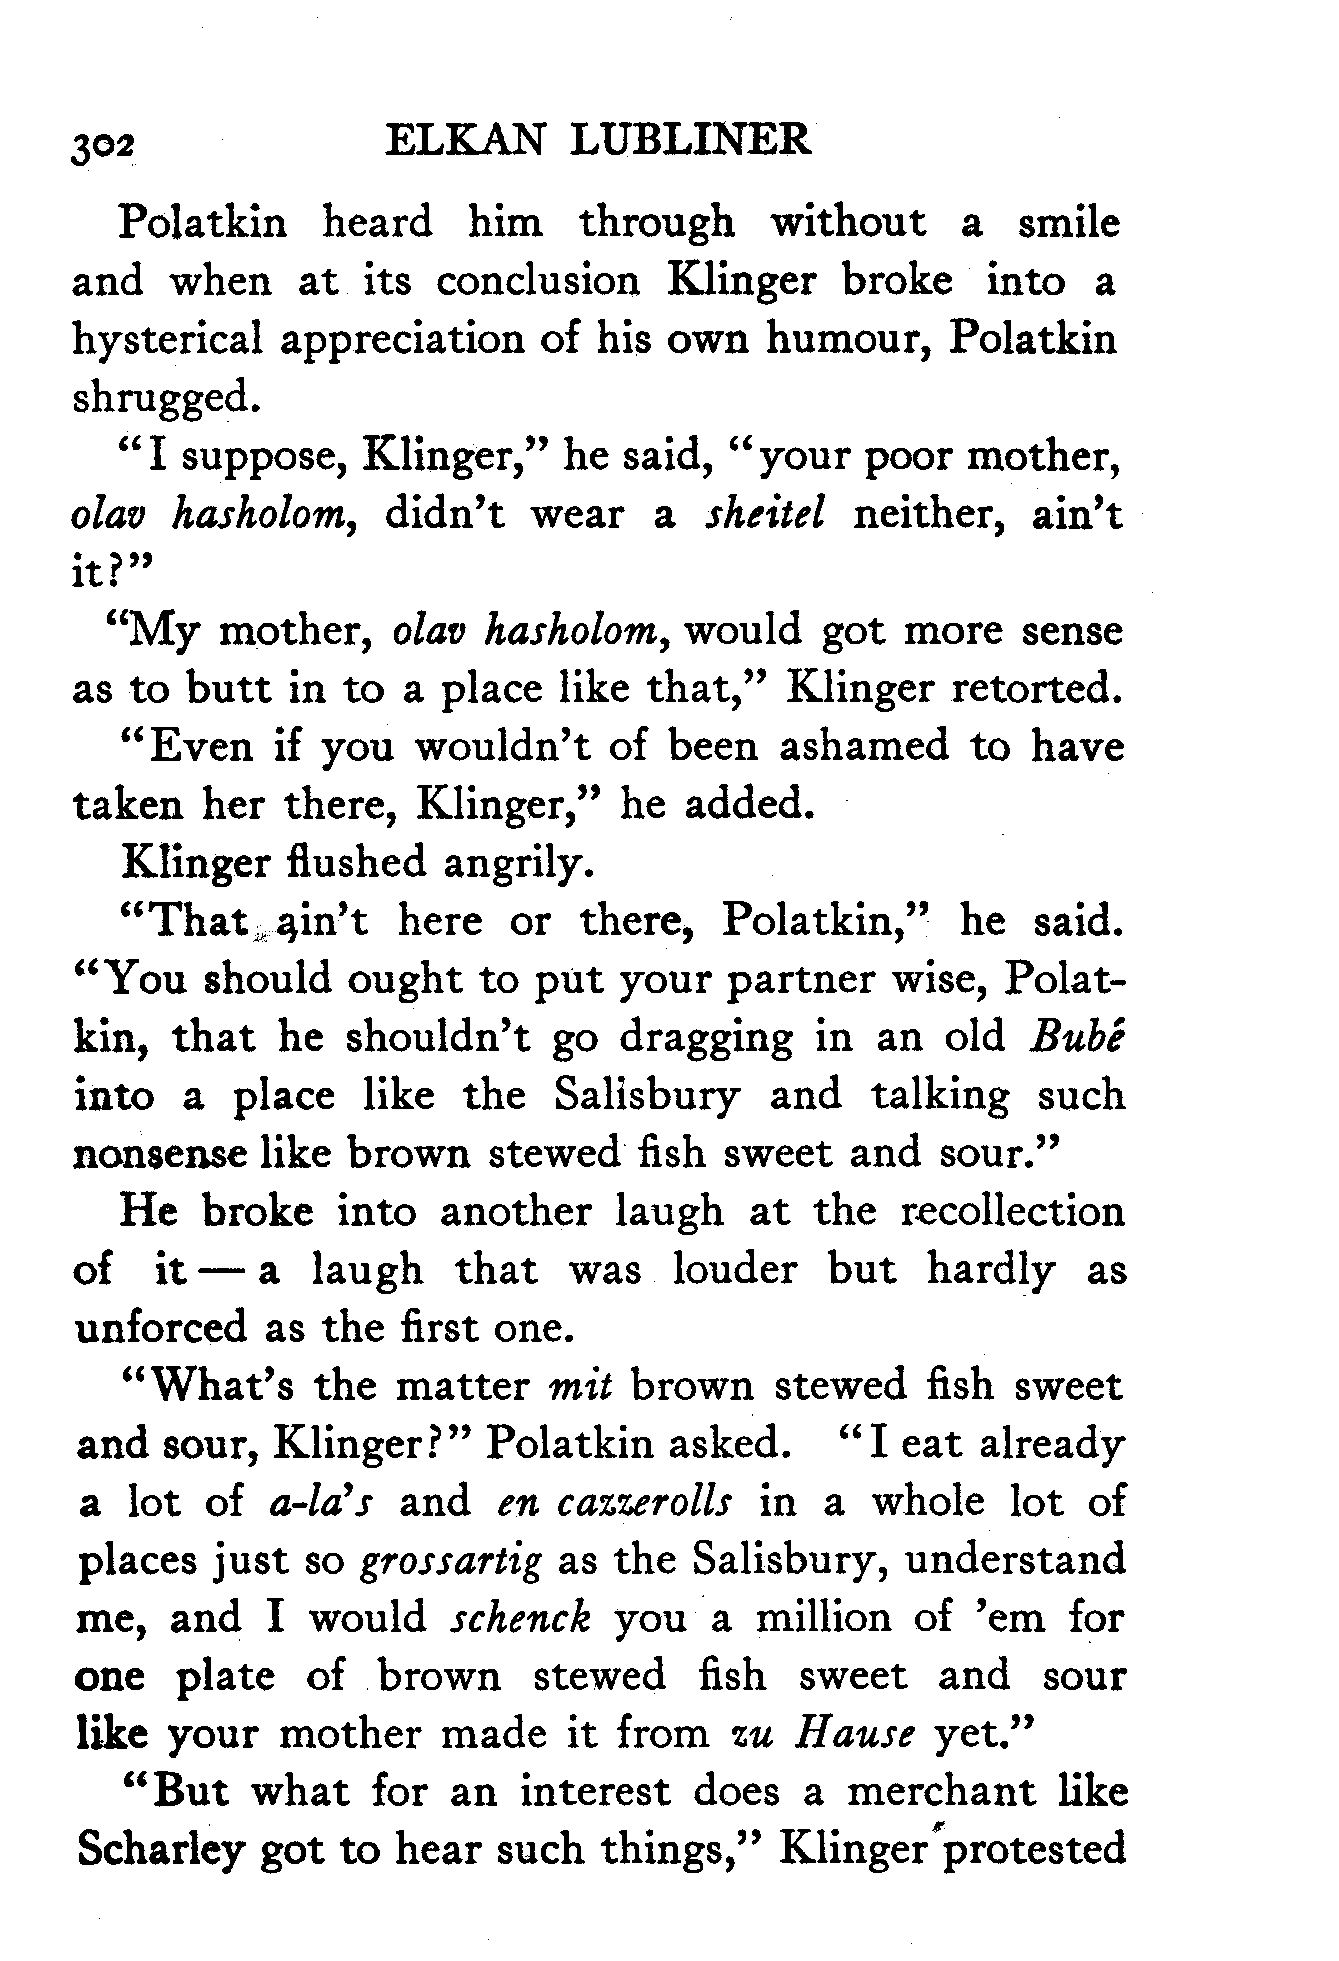 302 ELKAN LUBLINER
Polatkin heard him through without a smile
and when at its conclusion Klinger broke into a
hysterical appreciation of his own humour, Polatkin
shrugged.
"I suppose, Klinger," he said, "your poor mother,
olav hasholom, didn't wear a sheitel neither, ain't
it?"
"My mother, olav hasholom, would got more sense
as to butt in to a place like that," Klinger retorted.
"Even if you wouldn't of been ashamed to have
taken her there, Klinger," he added.
Klinger flushed angrily.
"That ain't here or there, Polatkin," he said.
"You should ought to put your partner wise, Polat-
kin, that he shouldn't go dragging in an old Bubé
into a place like the Salisbury and talking such
nonsense like brown stewed fish sweet and sour."
He broke into another laugh at the recollection
of it — a laugh that was louder but hardly as
unforced as the first one.
"What's the matter mit brown stewed fish sweet
and sour, Klinger?" Polatkin asked. "I eat already
a lot of a-la's and en cazzerolls in a whole lot of
places just so grossartig as the Salisbury, understand
me, and I would schenck you a million of 'em for
one plate of brown stewed fish sweet and sour
like your mother made it from zu Hause yet."
"But what for an interest does a merchant like
Scharley got to hear such things," Klinger protested